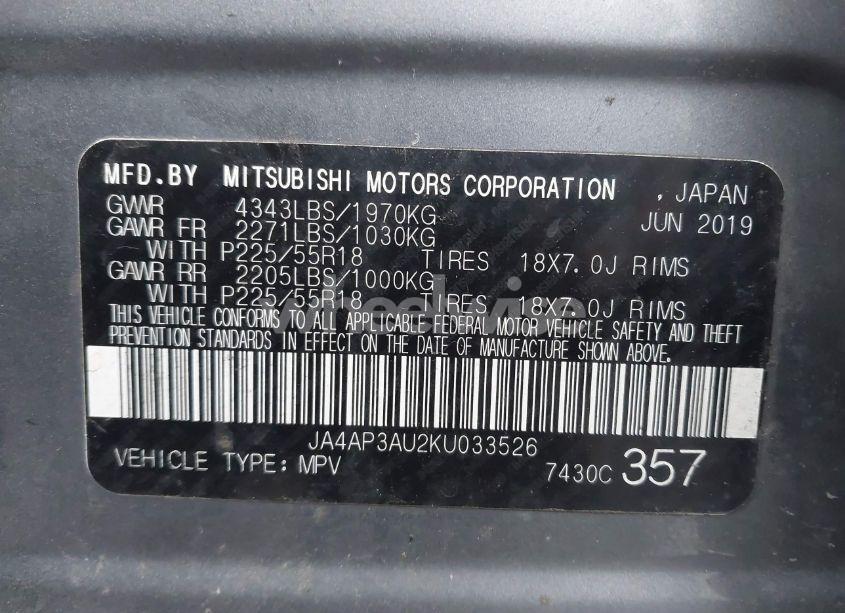 MFD.BY MITSUBISHI MOTORS CORPORATION , JAPAN
GVWR 4343LBS/1970KG JUN 2019
GAWR FR 2271LBS/1030KG
WITH P225/55R18 TIRES 18X7.0J RIMS
GAWR RR 2205LBS/1000KG
WITH P225/55R18 TIRES 18X7.0J RIMS
THIS VEHICLE CONFORMS TO ALL APPLICABLE FEDERAL MOTOR VEHICLE SAFETY AND THEFT
PREVENTION STANDARDS IN EFFECT ON THE DATE OF MANUFACTURE SHOWN ABOVE.
JA4AP3AU2KU033526
VEHICLE TYPE: MPV 7430C 357
wheelwise